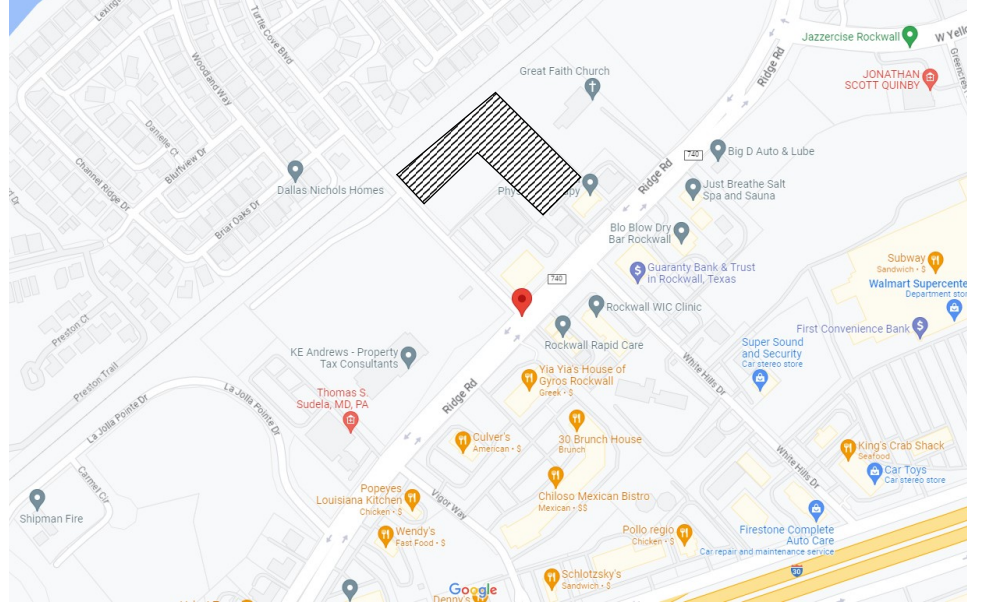 Lexing
Turtle Cove Blvd
Woodland Way
Danielle Ct
Bluffview Dr
Channel Ridge Dr
Briar Oaks Dr
Dallas Nichols Homes
Great Faith Church
Ridge Rd
Jazzercise Rockwall
W Yello
Greencres
JONATHAN
SCOTT QUINBY
740
Big D Auto & Lube
Ridge Rd
Just Breathe Salt
Spa and Sauna
Phy
py
Blo Blow Dry
Bar Rockwall
Guaranty Bank & Trust
in Rockwall, Texas
740
Subway
Sandwich · $
Walmart Supercente
Department stor
Rockwall WIC Clinic
First Convenience Bank
Rockwall Rapid Care
Super Sound
and Security
Car stereo store
White Hills Dr
Preston Ct
Preston Trail
KE Andrews - Property
Tax Consultants
Yia Yia's House of
Gyros Rockwall
Greek · $
La Jolla Pointe Dr
La Jolla Pointe Dr
Thomas S.
Sudela, MD, PA
Ridge Rd
Culver's
American · $
30 Brunch House
Brunch
King's Crab Shack
Seafood
White Hills Dr
Car Toys
Car stereo store
Carmel Cir
Shipman Fire
Popeyes
Louisiana Kitchen
Chicken · $
Vigor Way
Chiloso Mexican Bistro
Mexican · $$
Wendy's
Fast Food · $
Pollo regio
Chicken · $
Firestone Complete
Auto Care
Car repair and maintenance service
30
Schlotzsky's
Sandwich · $
Google
Denny's